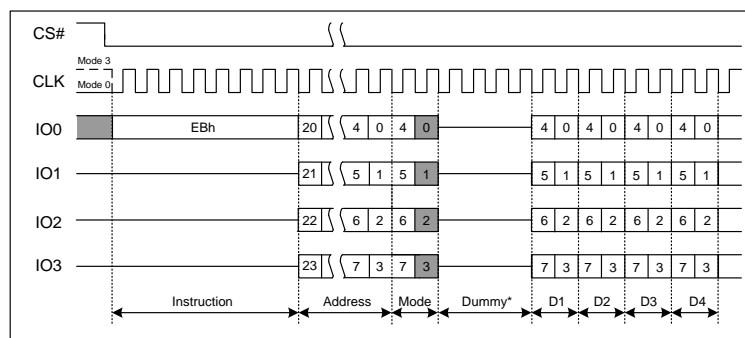 CS#
Mode 3
CLK
Mode 0
IO0 EBh 20 4 0 4 0 4 0 4 0 4 0 4 0
IO1 21 5 1 5 1 5 1 5 1 5 1 5 1
IO2 22 6 2 6 2 6 2 6 2 6 2 6 2
IO3 23 7 3 7 3 7 3 7 3 7 3 7 3
Instruction Address Mode Dummy* D1 D2 D3 D4